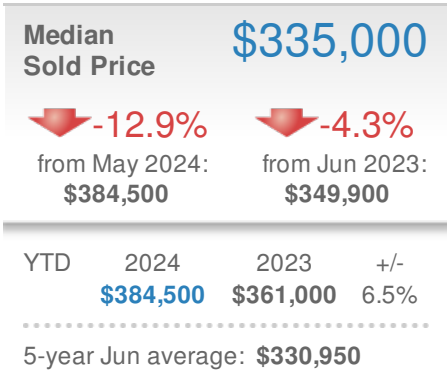 Median $335,000
Sold Price
-12.9% -4.3%
from May 2024: from Jun 2023:
$384,500 $349,900
YTD 2024 2023 +/-
$384,500 $361,000 6.5%
5-year Jun average: $330,950